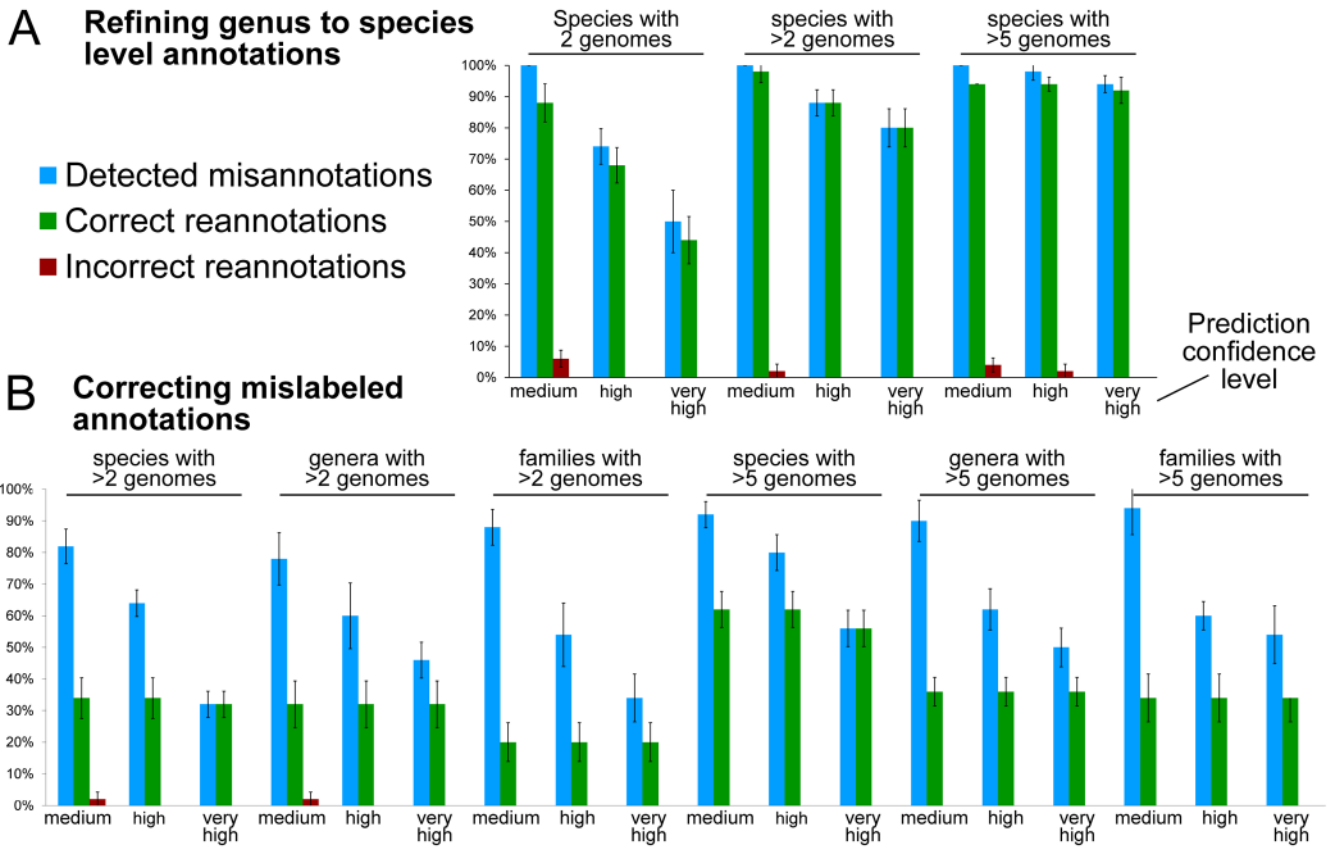 A Refining genus to species
level annotations
Detected misannotations
Correct reannotations
Incorrect reannotations
Species with
2 genomes
species with
>2 genomes
species with
>5 genomes
100%
90%
80%
70%
60%
50%
40%
30%
20%
10%
0%
medium high very
high
medium high very
high
medium high very
high
Prediction
confidence
level
B Correcting mislabeled
annotations
species with
>2 genomes
genera with
>2 genomes
families with
>2 genomes
species with
>5 genomes
genera with
>5 genomes
families with
>5 genomes
100%
90%
80%
70%
60%
50%
40%
30%
20%
10%
0%
medium high very
high
medium high very
high
medium high very
high
medium high very
high
medium high very
high
medium high very
high